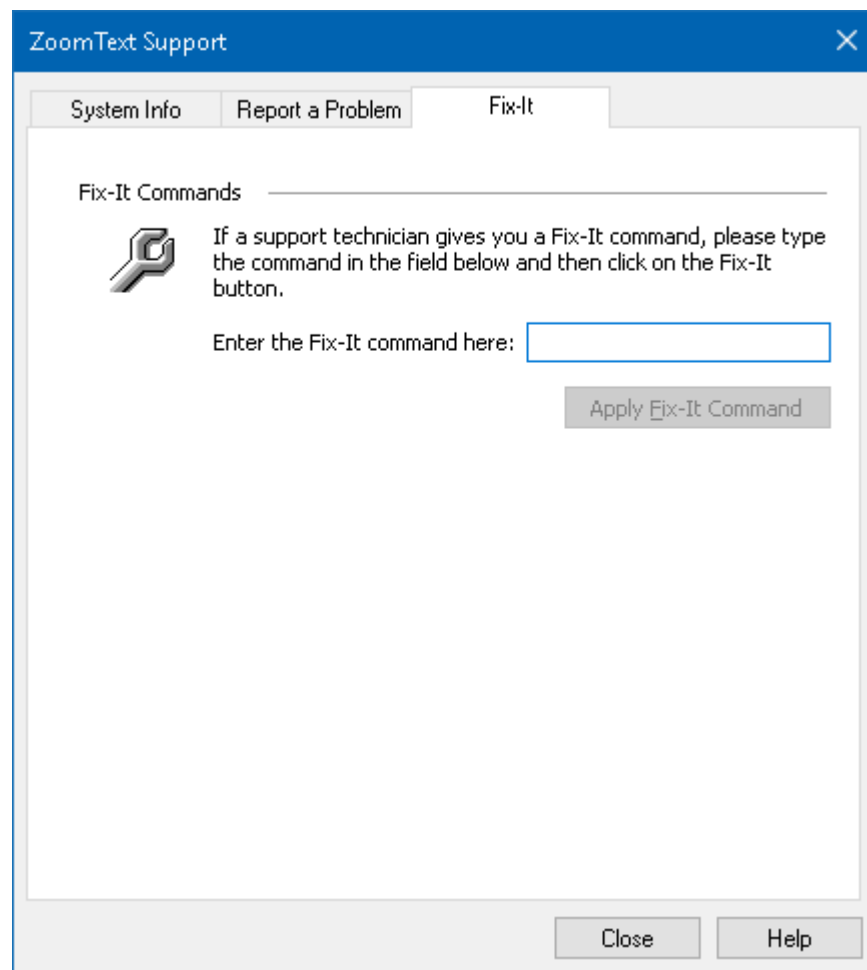 ZoomText Support
System Info
Report a Problem
Fix-It
Fix-It Commands
If a support technician gives you a Fix-It command, please type
the command in the field below and then click on the Fix-It
button.
Enter the Fix-It command here:
Apply Fix-It Command
Close
Help